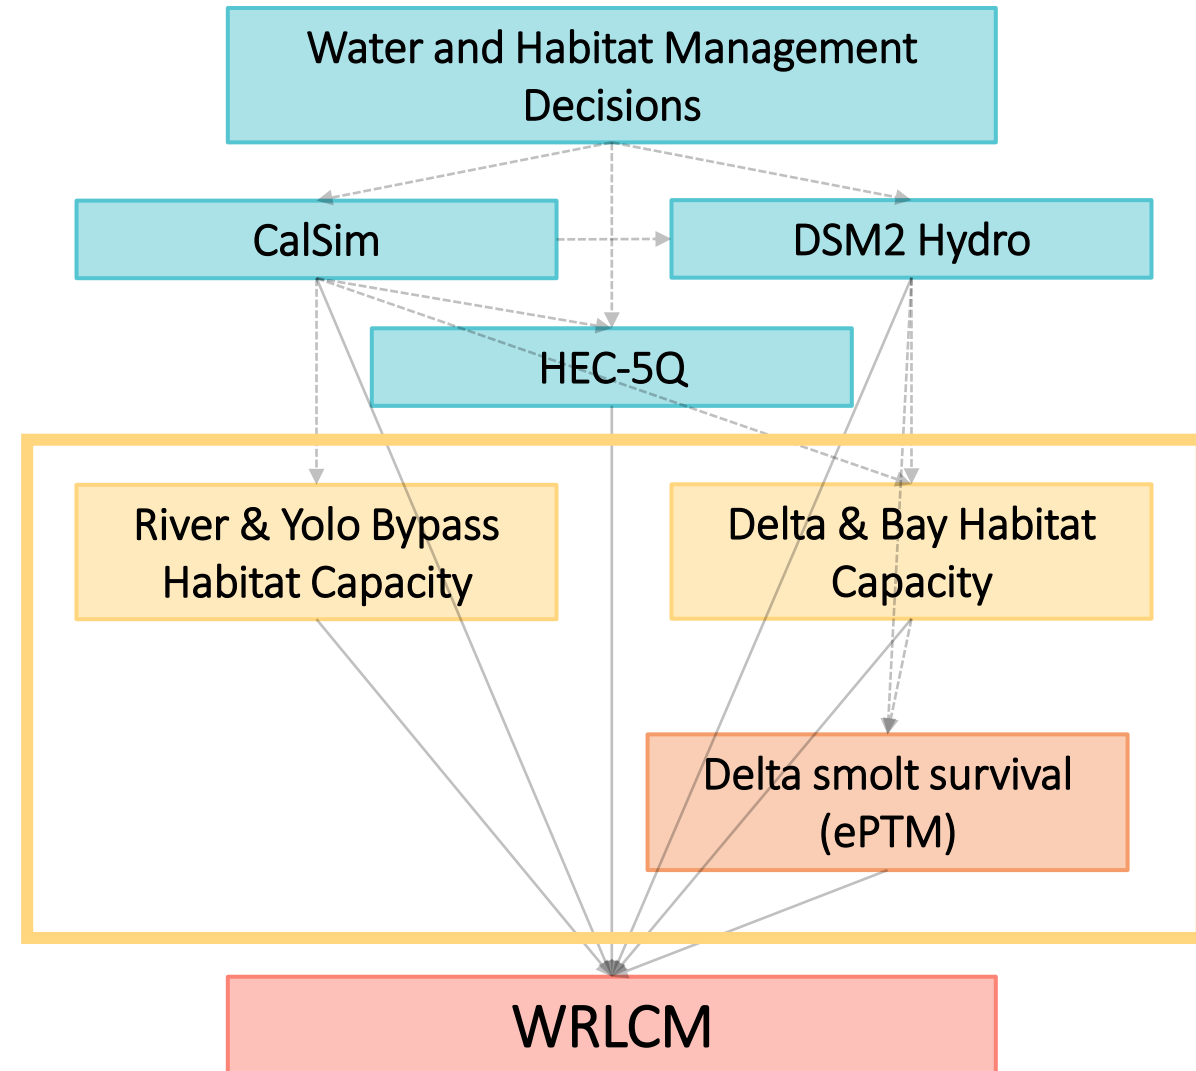 Water and Habitat Management
Decisions
CalSim
DSM2 Hydro
HEC-5Q
River & Yolo Bypass
Habitat Capacity
Delta & Bay Habitat
Capacity
Delta smolt survival
(ePTM)
WRLCM